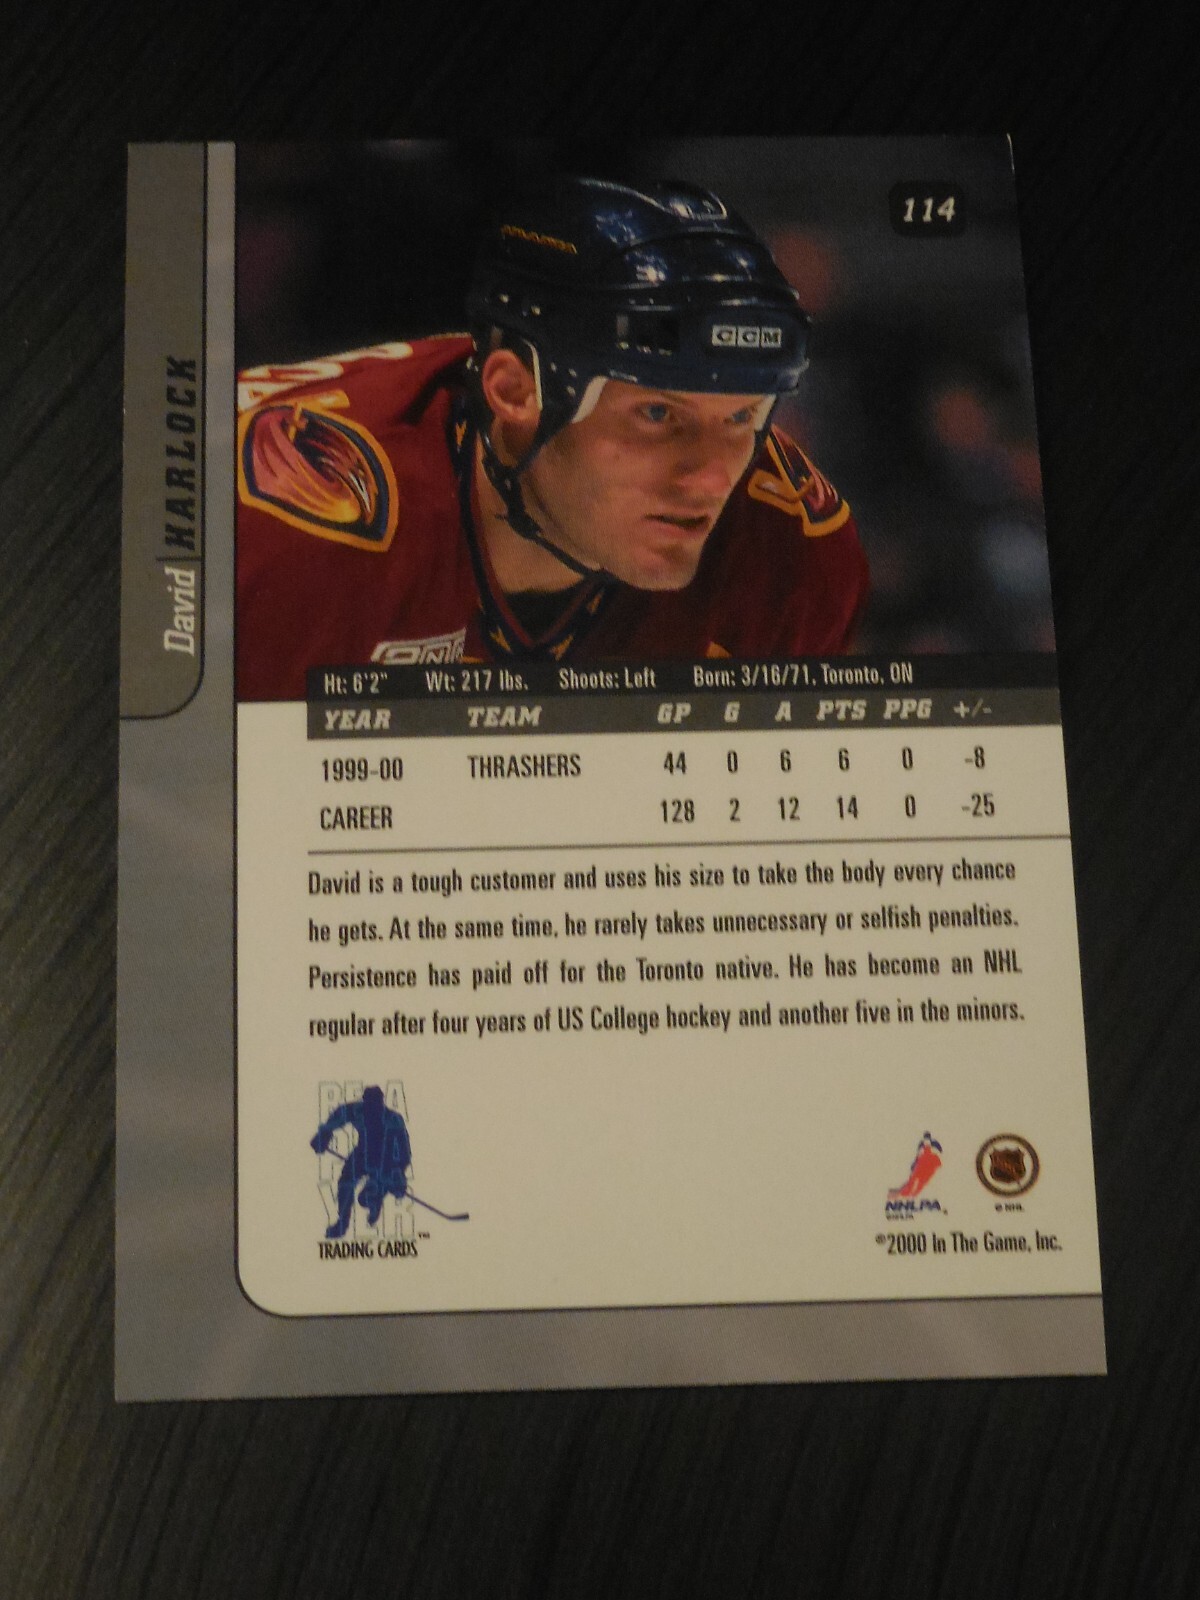 114
David HARLOCK
CCM
Ht: 6'2" Wt: 217 lbs. Shoots: Left Born: 3/16/71, Toronto, ON
YEAR TEAM GP G A PTS PPG +/-
1999-00 THRASHERS 44 0 6 6 0 -8
CAREER 128 2 12 14 0 -25
David is a tough customer and uses his size to take the body every chance
he gets. At the same time, he rarely takes unnecessary or selfish penalties.
Persistence has paid off for the Toronto native. He has become an NHL
regular after four years of US College hockey and another five in the minors.
BE A
PLA
YER
TRADING CARDS™
NHLPA
©2000 In The Game, Inc.